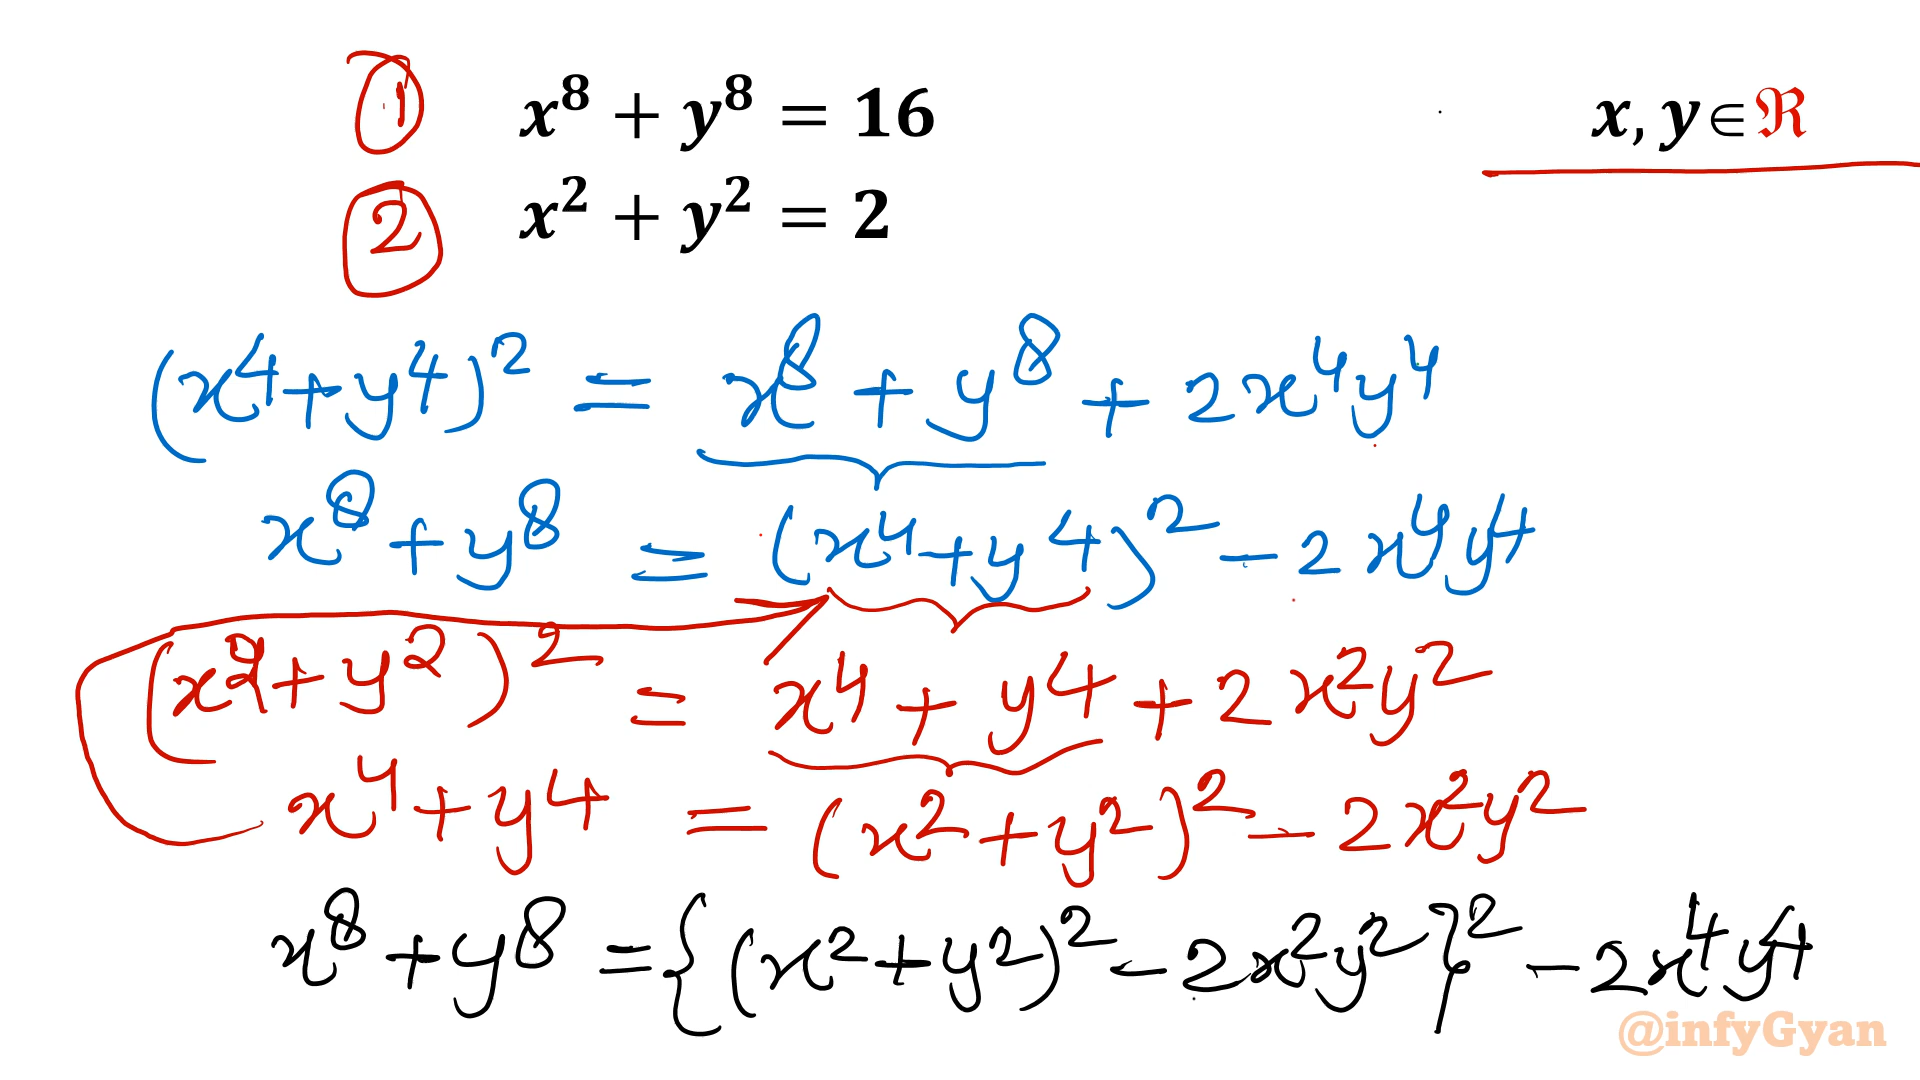 1 x⁸ + y⁸ = 16 x, y ∈ ℜ
2 x² + y² = 2
(x⁴+y⁴)² = x⁸ + y⁸ + 2x⁴y⁴
x⁸ + y⁸ = (x⁴+y⁴)² − 2x⁴y⁴
(x²+y²)² = x⁴ + y⁴ + 2x²y²
x⁴ + y⁴ = (x²+y²)² − 2x²y²
x⁸ + y⁸ = {(x²+y²)² − 2x²y²}² − 2x⁴y⁴
@infyGyan